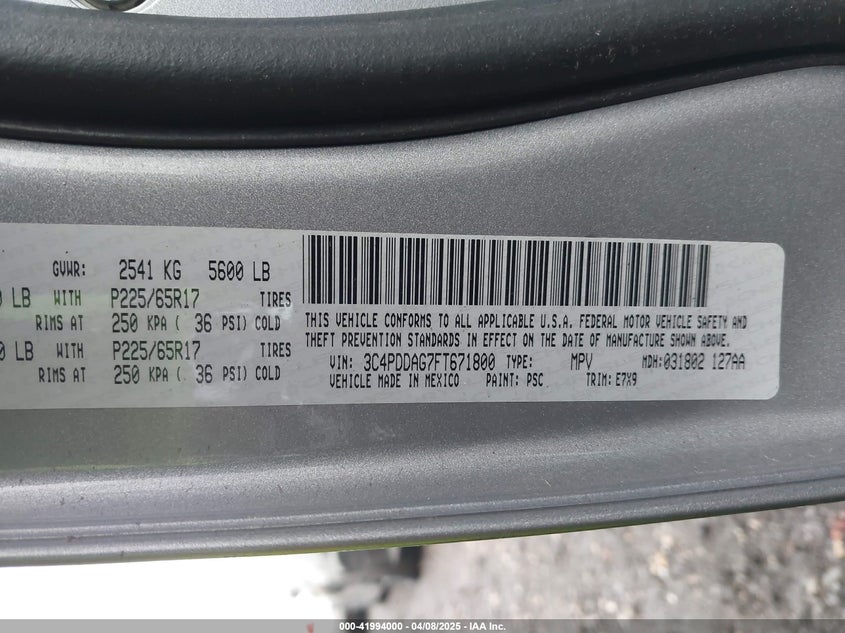 GVWR: 2541 KG 5600 LB
LB WITH P225/65R17 TIRES
RIMS AT 250 KPA ( 36 PSI) COLD
LB WITH P225/65R17 TIRES
RIMS AT 250 KPA ( 36 PSI) COLD
THIS VEHICLE CONFORMS TO ALL APPLICABLE U.S.A. FEDERAL MOTOR VEHICLE SAFETY AND
THEFT PREVENTION STANDARDS IN EFFECT ON THE DATE OF MANUFACTURE SHOWN ABOVE.
VIN: 3C4PDDAG7FT671800 TYPE: MPV MDH:031802 127AA
VEHICLE MADE IN MEXICO PAINT: PSC TRIM: E7X9
000-41994000 - 04/08/2025 - IAA Inc.